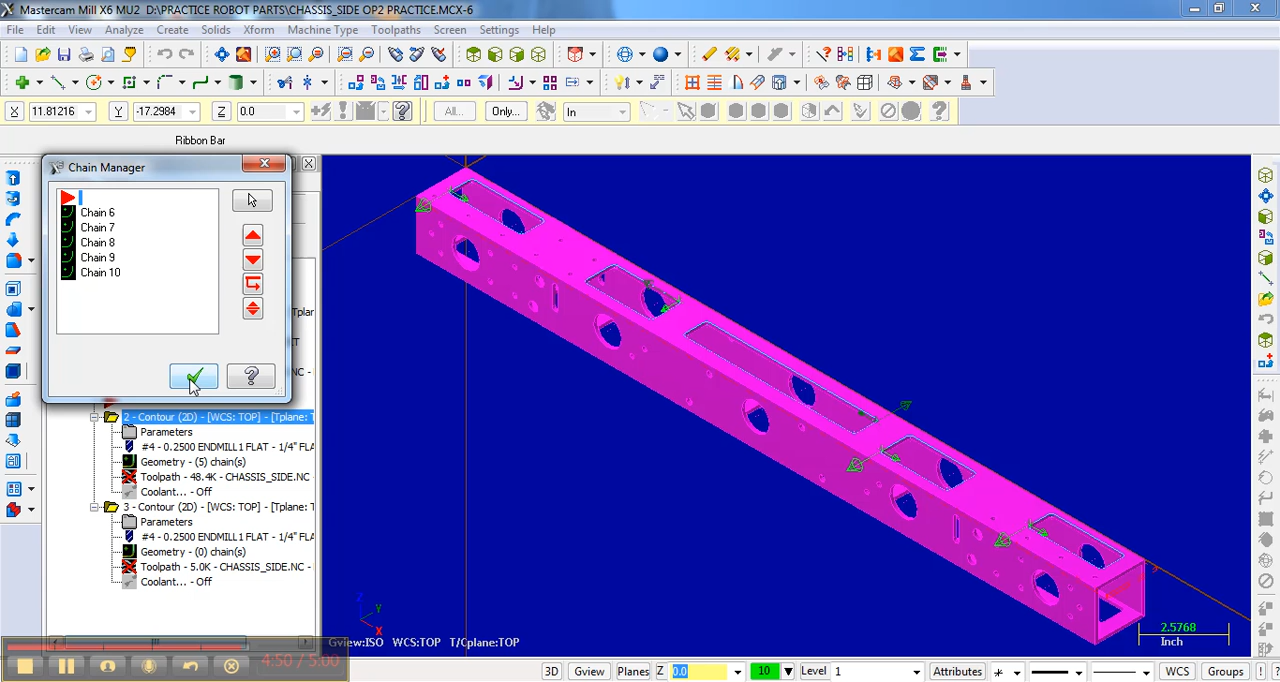 Mastercam Mill X6 MU2 D:\PRACTICE ROBOT PARTS\CHASSIS_SIDE OP2 PRACTICE.MCX-6
File Edit View Analyze Create Solids Xform Machine Type Toolpaths Screen Settings Help
X 11.81216 Y -17.2984 Z 0.0 All... Only... In
Ribbon Bar
Chain Manager
Chain 6
Chain 7
Chain 8
Chain 9
Chain 10
2 - Contour (2D) - [WCS: TOP] - [Tplane: T
Parameters
#4 - 0.2500 ENDMILL1 FLAT - 1/4" FL
Geometry - (5) chain(s)
Toolpath - 48.4K - CHASSIS_SIDE.NC -
Coolant... - Off
3 - Contour (2D) - [WCS: TOP] - [Tplane: T
Parameters
#4 - 0.2500 ENDMILL1 FLAT - 1/4" FL
Geometry - (0) chain(s)
Toolpath - 5.0K - CHASSIS_SIDE.NC -
Coolant... - Off
Z Y X
Gview:ISO WCS:TOP T/Cplane:TOP
2.5768
Inch
4:50 / 5:00
3D Gview Planes Z 0.0 10 Level 1 Attributes WCS Groups ! ?